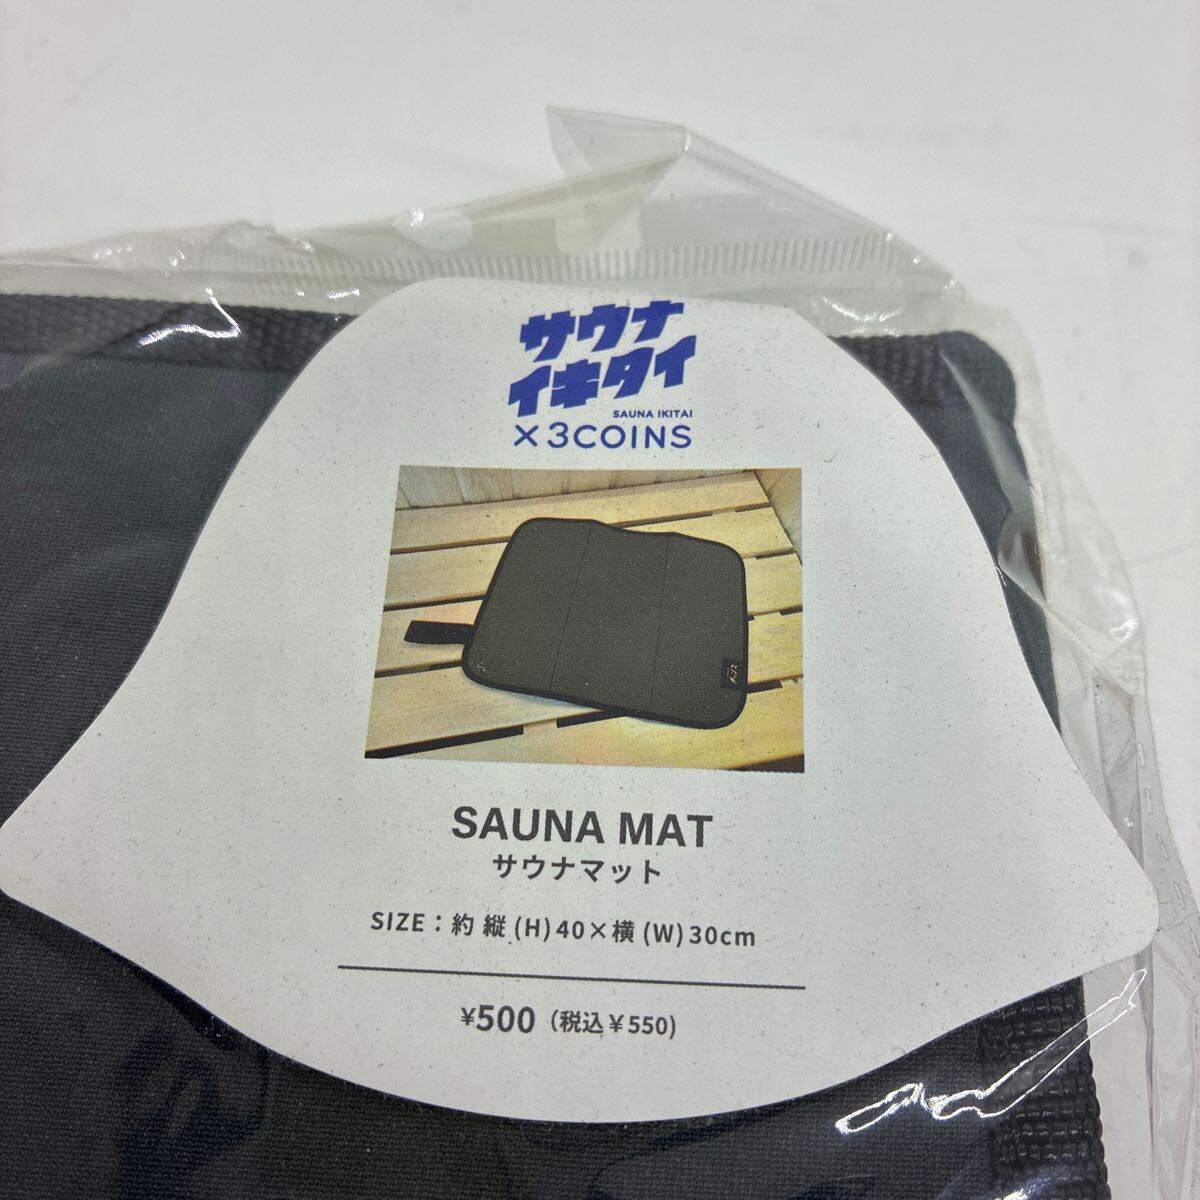 サウナ
イキタイ
SAUNA IKITAI
×3COINS
SAUNA MAT
サウナマット
SIZE：約 縦(H)40×横(W)30cm
¥500（税込￥550)